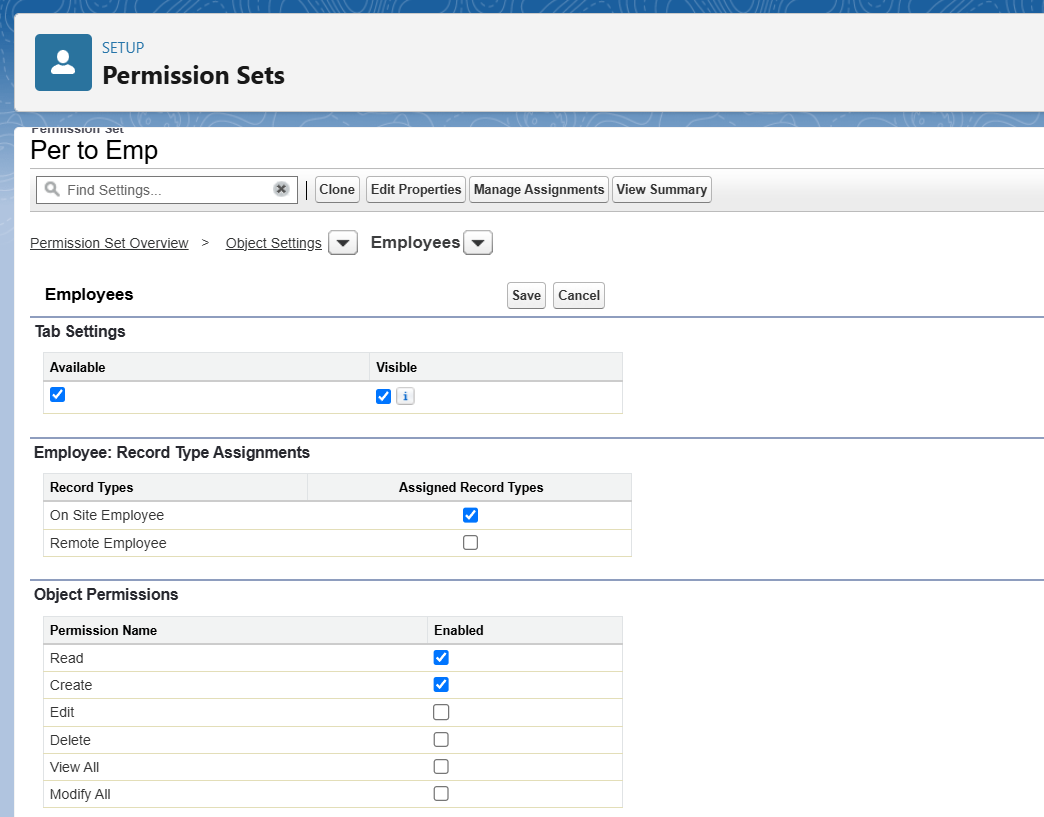 SETUP
Permission Sets
Permission Set
Per to Emp
Find Settings...
Clone
Edit Properties
Manage Assignments
View Summary
Permission Set Overview > Object Settings Employees
Employees
Save
Cancel
Tab Settings
Available Visible
i
Employee: Record Type Assignments
Record Types Assigned Record Types
On Site Employee
Remote Employee
Object Permissions
Permission Name Enabled
Read
Create
Edit
Delete
View All
Modify All